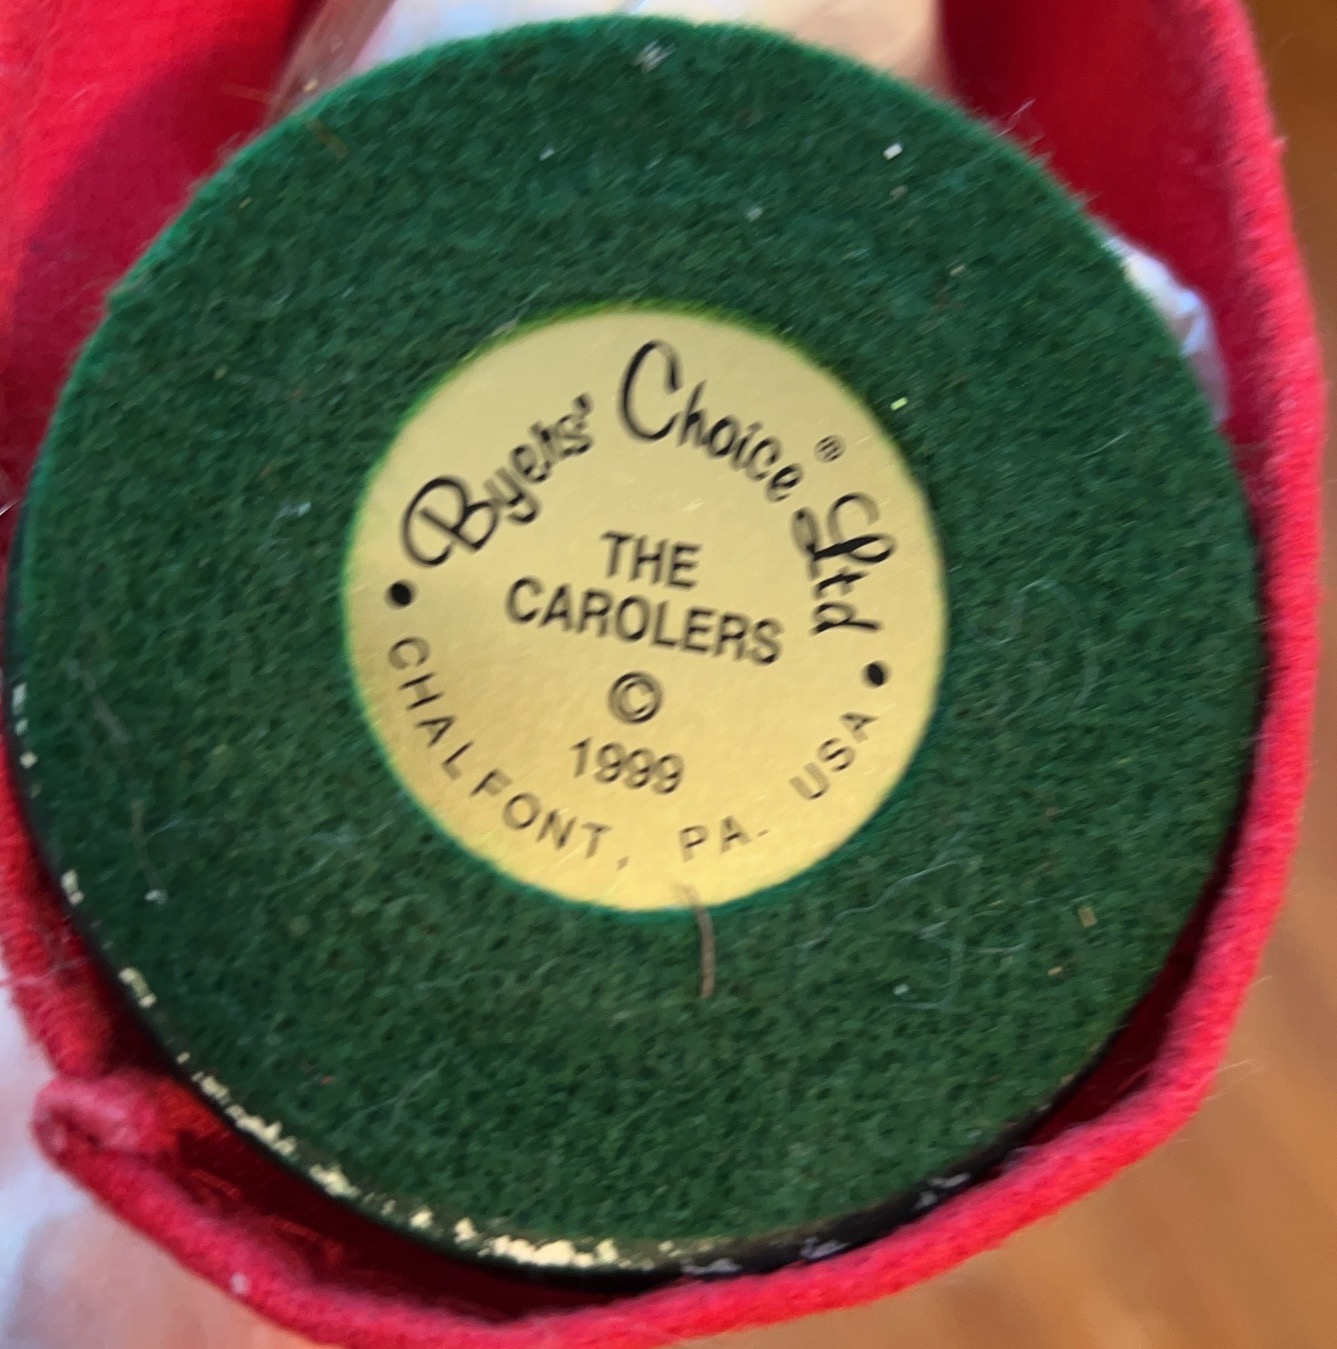 Byers' Choice® Ltd
THE
CAROLERS
©
1999
• CHALFONT, PA. USA •